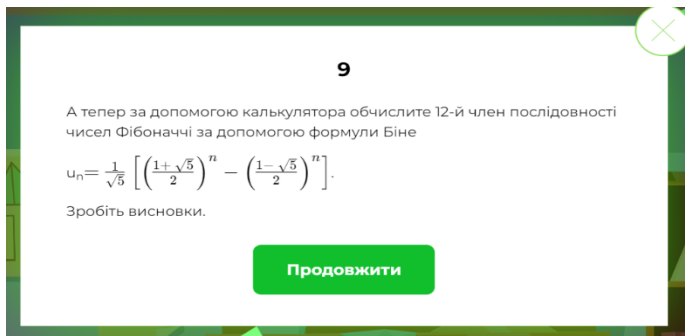 9
А тепер за допомогою калькулятора обчислите 12-й член послідовності
чисел Фібоначчі за допомогою формули Біне
uₙ= 1/√5 [((1+ √5)/2)ⁿ − ((1− √5)/2)ⁿ].
Зробіть висновки.
Продовжити